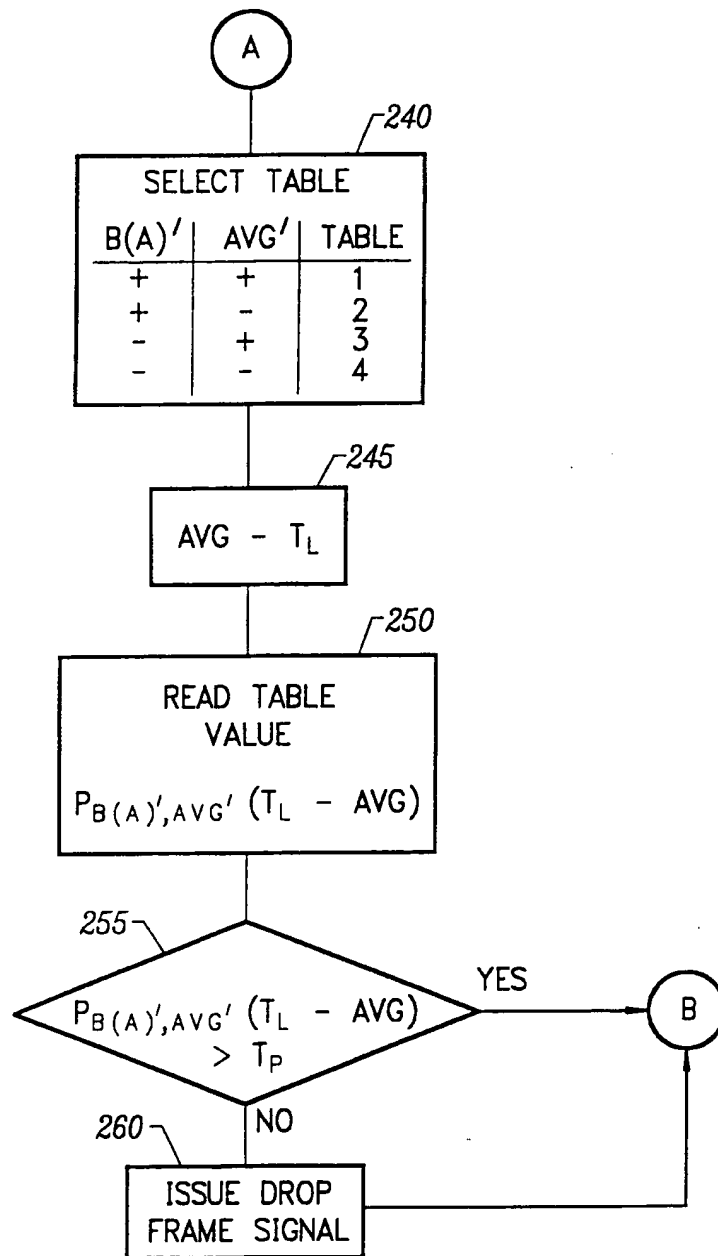 A
240
SELECT TABLE
B(A)' AVG' TABLE
+ + 1
+ - 2
- + 3
- - 4
245
AVG - T_L
250
READ TABLE
VALUE
P_B(A)',AVG' (T_L - AVG)
255
YES
B
P_B(A)',AVG' (T_L - AVG)
> T_P
NO
260
ISSUE DROP
FRAME SIGNAL